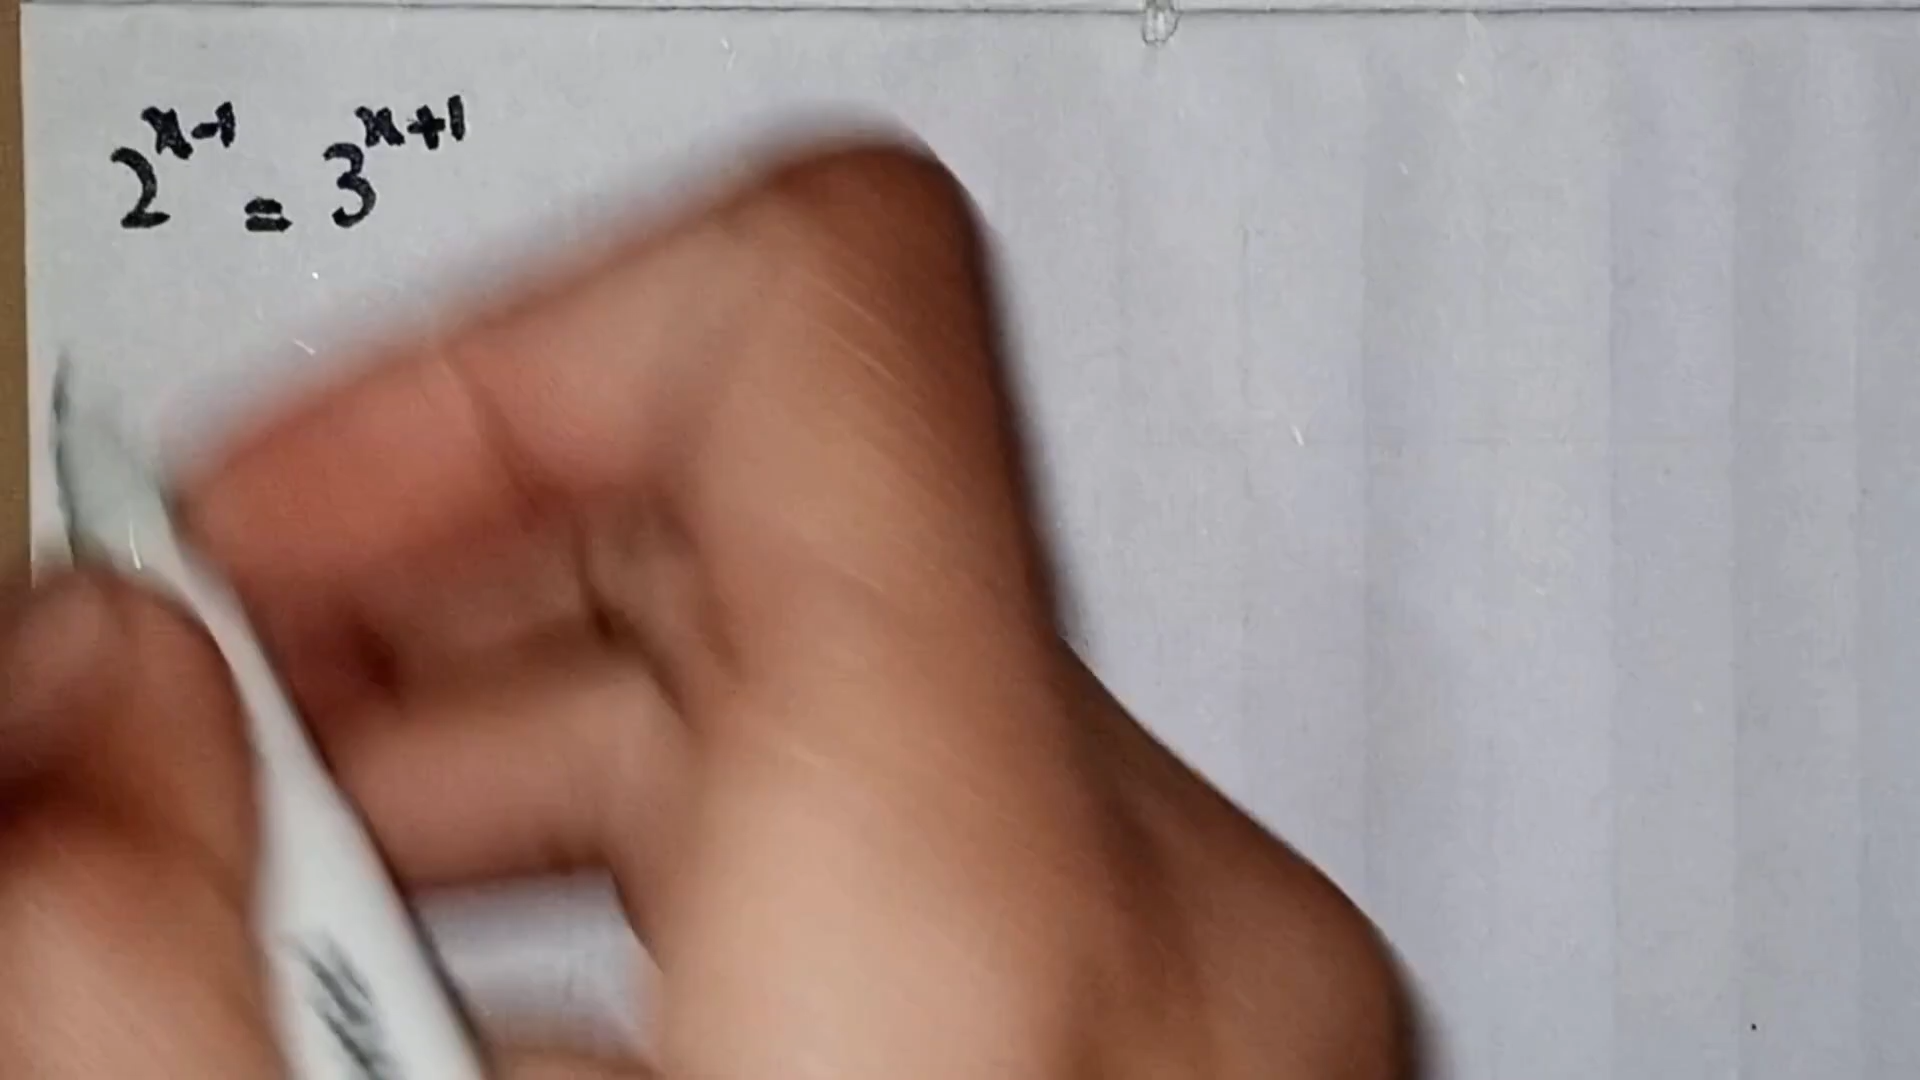 2^{x-1} = 3^{x+1}